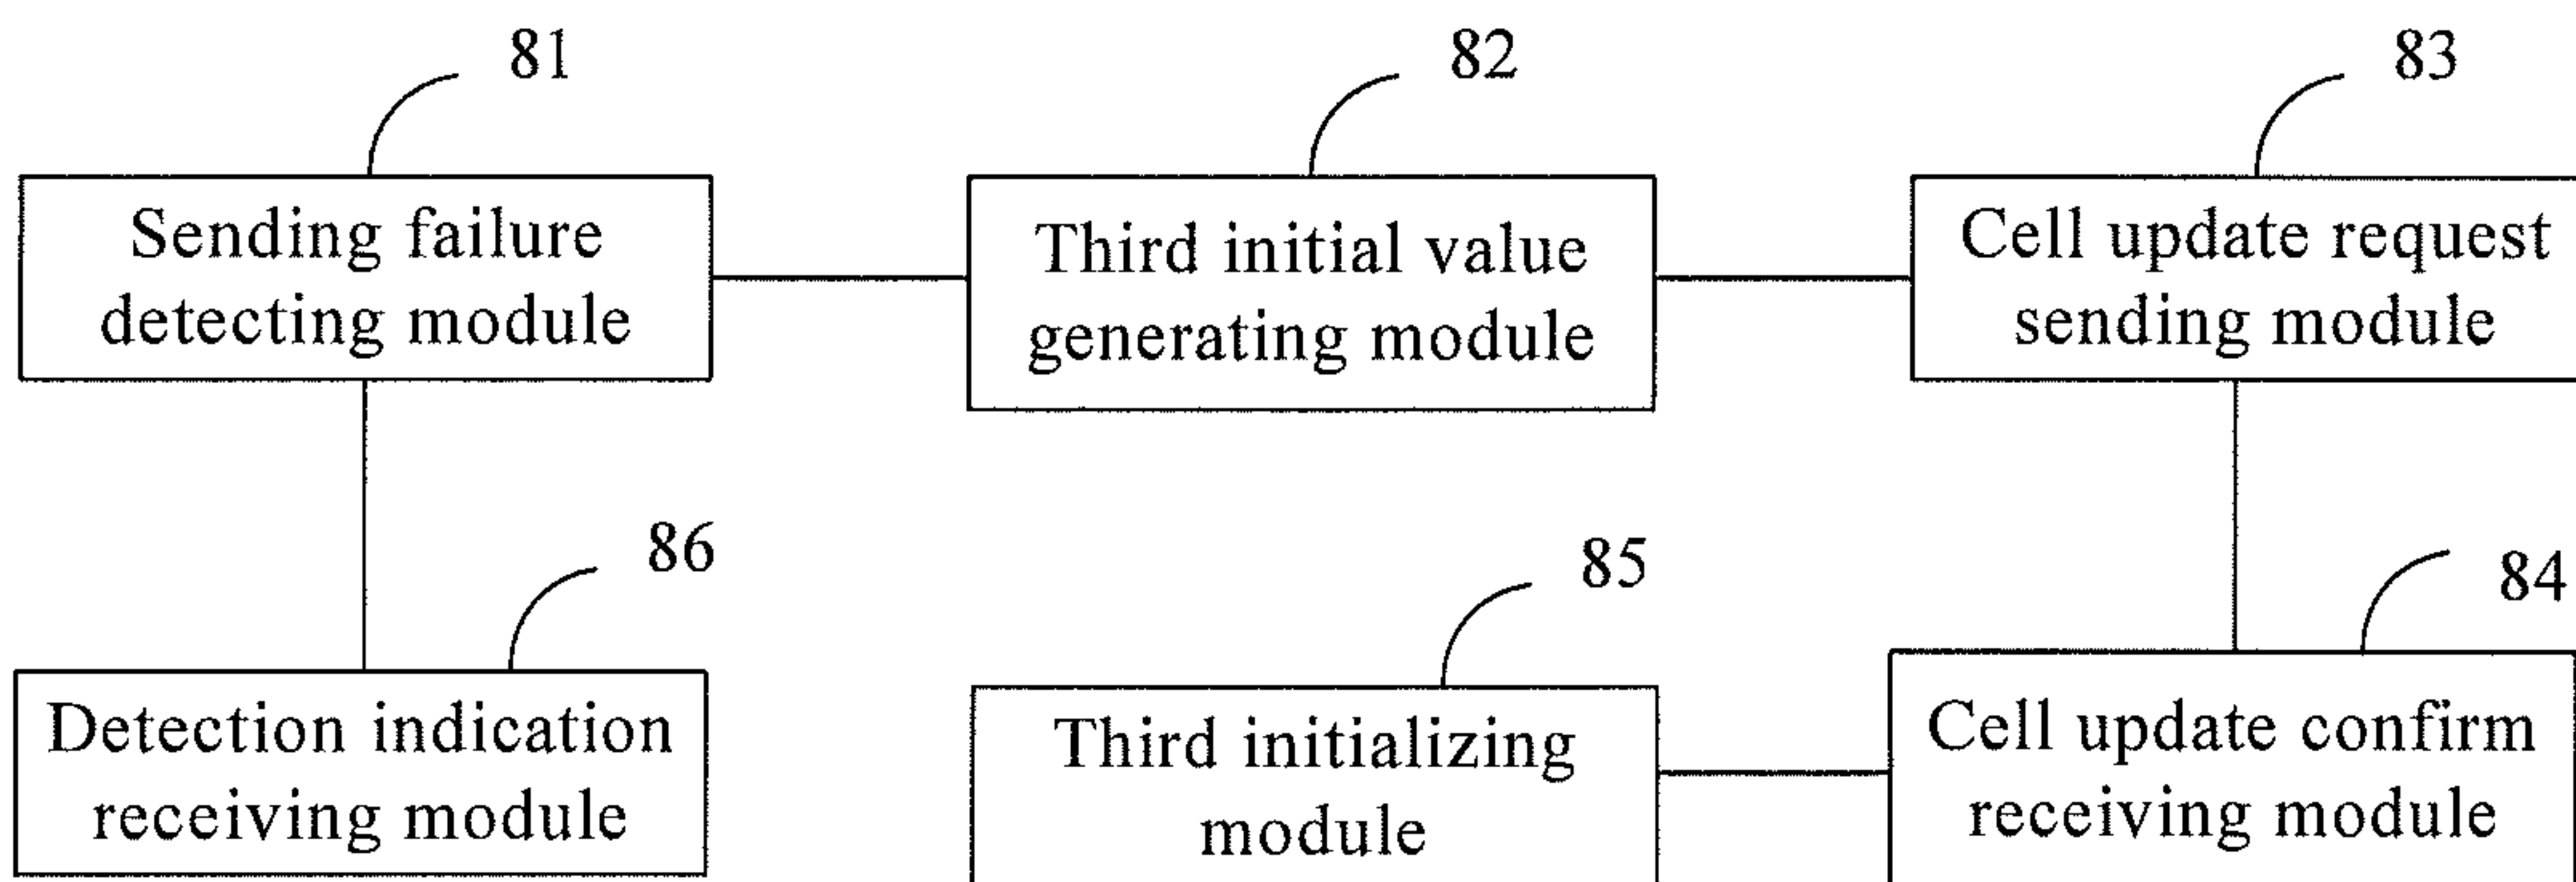 81
82
83
Sending failure
detecting module
Third initial value
generating module
Cell update request
sending module
86
85
84
Detection indication
receiving module
Third initializing
module
Cell update confirm
receiving module